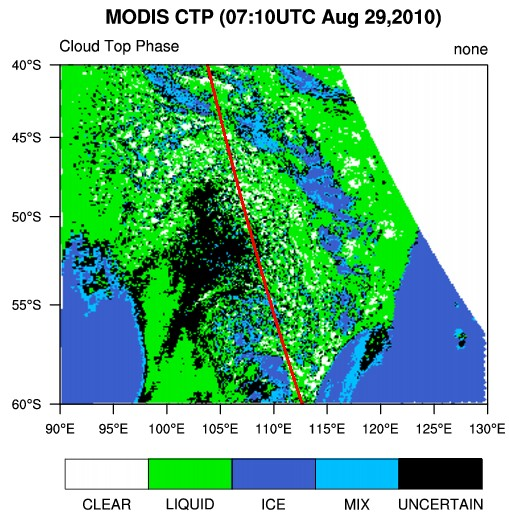 MODIS CTP (07:10UTC Aug 29,2010)
Cloud Top Phase none
40°S
45°S
50°S
55°S
60°S
90°E 95°E 100°E 105°E 110°E 115°E 120°E 125°E 130°E
CLEAR LIQUID ICE MIX UNCERTAIN